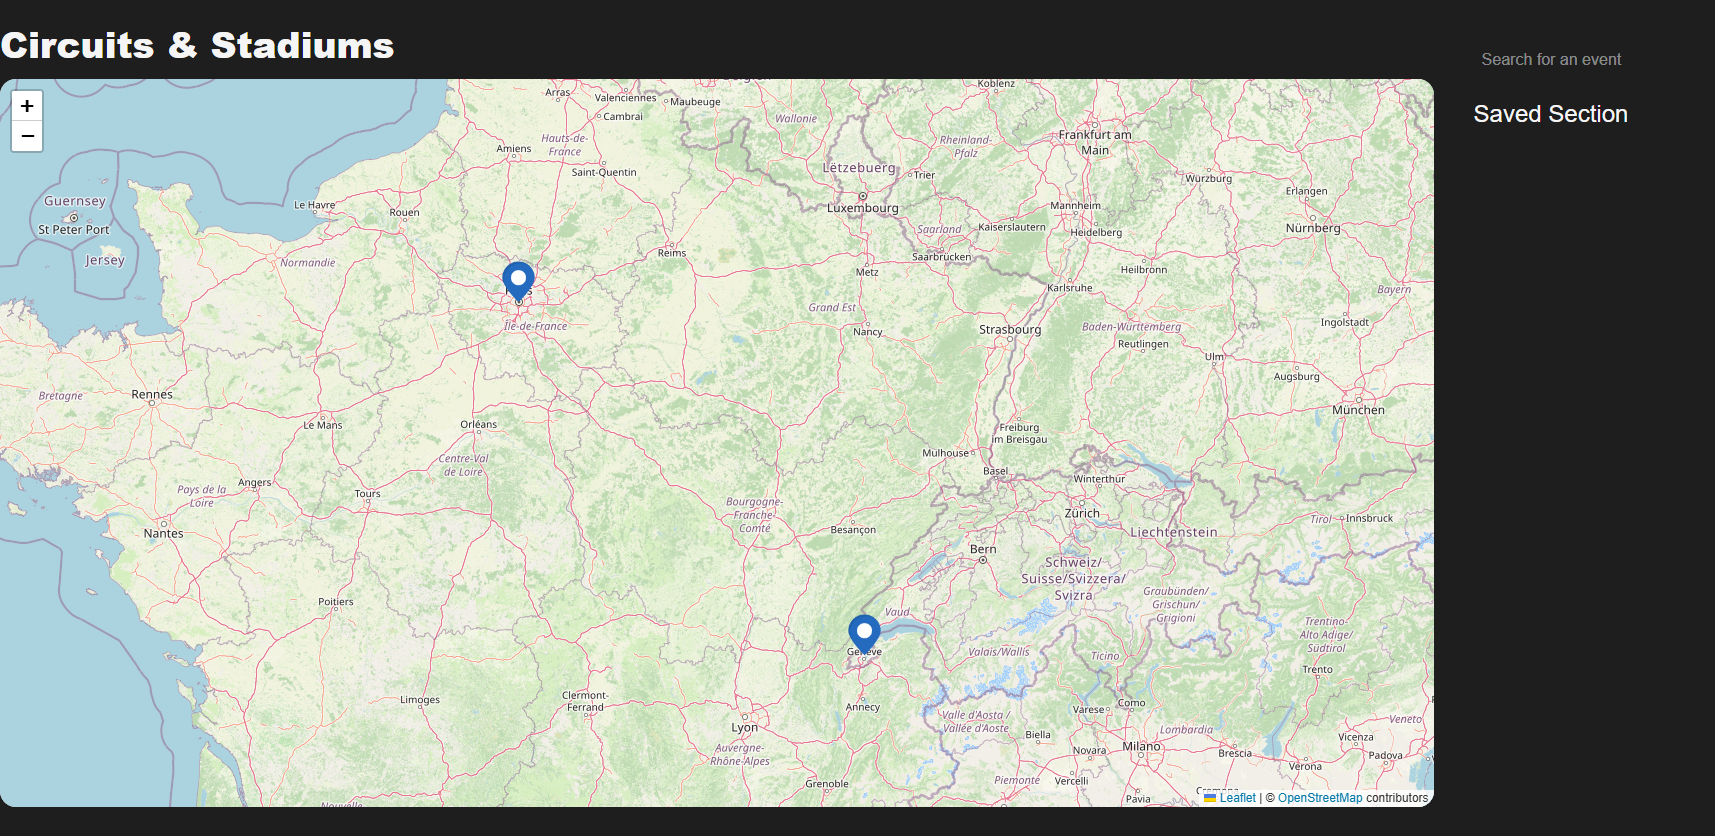 Circuits & Stadiums
Search for an event
Saved Section
+
−
Arras
Valenciennes
Maubeuge
Cambrai
Koblenz
Wallonie
Hauts-de-
France
Amiens
Saint-Quentin
Frankfurt am
Main
Rheinland-
Pfalz
Lëtzebuerg
Trier
Würzburg
Erlangen
Guernsey
St Peter Port
Jersey
Le Havre
Rouen
Luxembourg
Mannheim
Saarland
Kaiserslautern
Heidelberg
Nürnberg
Normandie
Reims
Saarbrücken
Metz
Heilbronn
Karlsruhe
Bayern
Île-de-France
Grand Est
Nancy
Strasbourg
Baden-Württemberg
Ingolstadt
Reutlingen
Ulm
Augsburg
Bretagne
Rennes
München
Le Mans
Orléans
Freiburg
im Breisgau
Centre-Val
de Loire
Mulhouse
Basel
Winterthur
Angers
Pays de la
Loire
Tours
Bourgogne-
Franche-
Comté
Zürich
Nantes
Besançon
Liechtenstein
Tirol
Innsbruck
Bern
Schweiz/
Suisse/Svizzera/
Svizra
Graubünden/
Grischun/
Grigioni
Poitiers
Vaud
Genève
Valais/Wallis
Ticino
Trentino-
Alto Adige/
Südtirol
Trento
Limoges
Clermont-
Ferrand
Annecy
Varese
Como
Lyon
Valle d'Aosta /
Vallée d'Aoste
Biella
Lombardia
Veneto
Vicenza
Auvergne-
Rhône-Alpes
Novara
Milano
Brescia
Padova
Verona
Grenoble
Piemonte
Vercelli
Pavia
Leaflet | © OpenStreetMap contributors